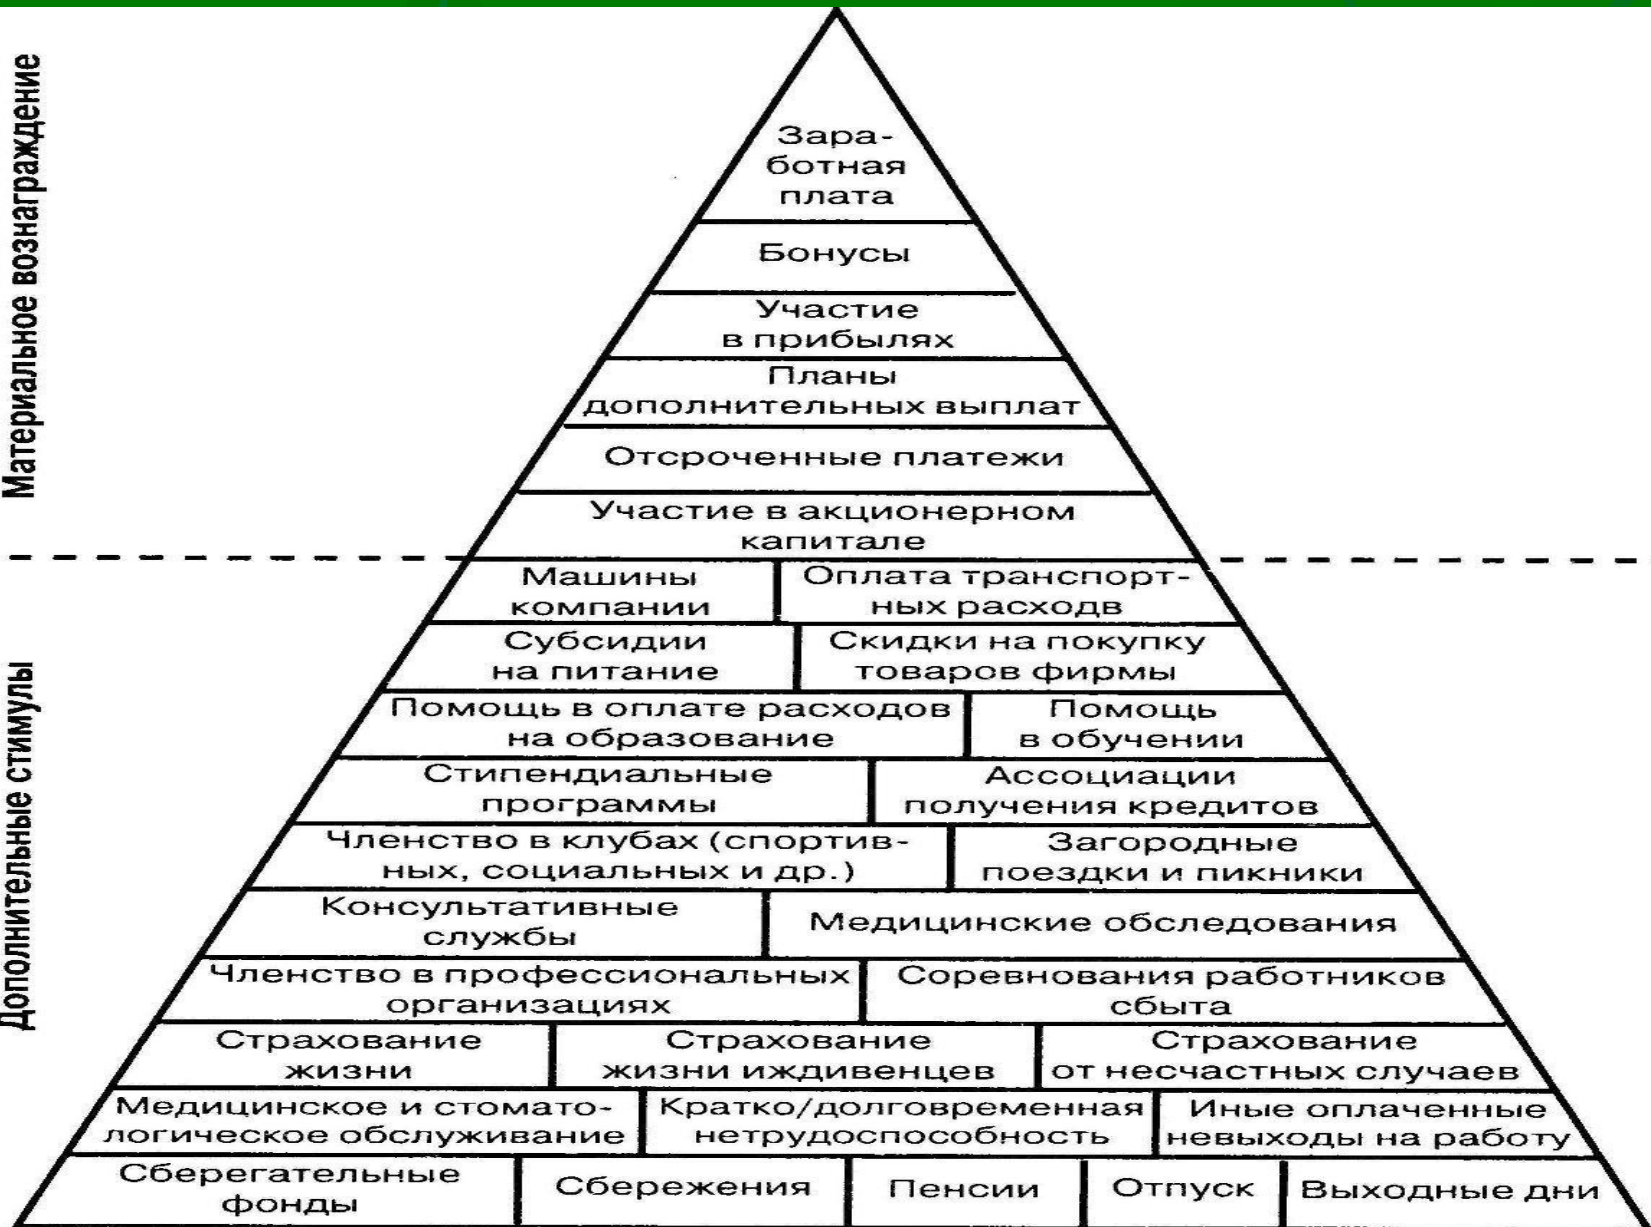 Материальное вознаграждение
Зара-
ботная
плата
Бонусы
Участие
в прибылях
Планы
дополнительных выплат
Отсроченные платежи
Участие в акционерном
капитале
Дополнительные стимулы
Машины
компании
Оплата транспорт-
ных расходв
Субсидии
на питание
Скидки на покупку
товаров фирмы
Помощь в оплате расходов
на образование
Помощь
в обучении
Стипендиальные
программы
Ассоциации
получения кредитов
Членство в клубах (спортив-
ных, социальных и др.)
Загородные
поездки и пикники
Консультативные
службы
Медицинские обследования
Членство в профессиональных
организациях
Соревнования работников
сбыта
Страхование
жизни
Страхование
жизни иждивенцев
Страхование
от несчастных случаев
Медицинское и стомато-
логическое обслуживание
Кратко/долговременная
нетрудоспособность
Иные оплаченные
невыходы на работу
Сберегательные
фонды
Сбережения
Пенсии
Отпуск
Выходные дни